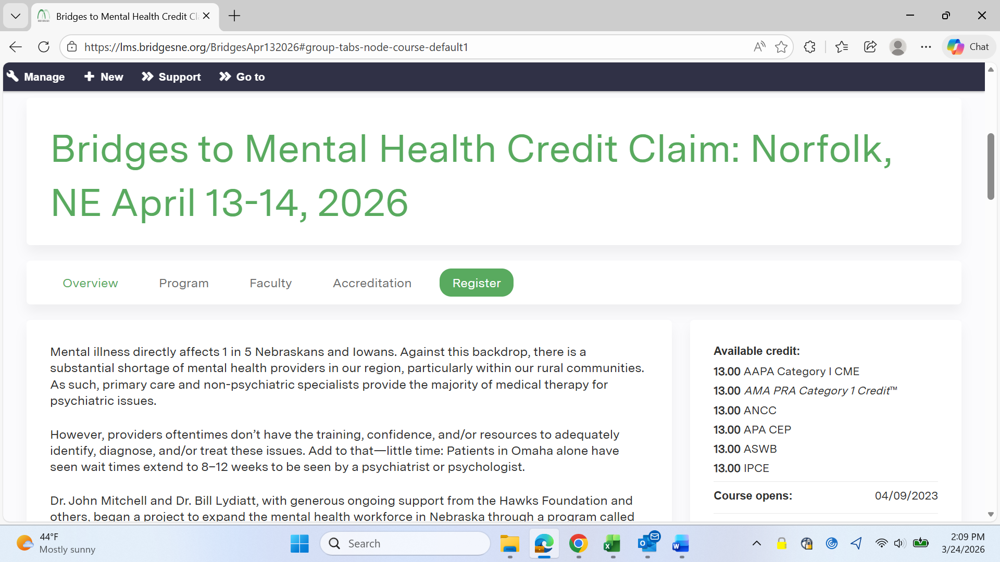 Bridges to Mental Health Credit Cl
https://lms.bridgesne.org/BridgesApr132026#group-tabs-node-course-default1
Chat
Manage
New
Support
Go to
Bridges to Mental Health Credit Claim: Norfolk,
NE April 13-14, 2026
Overview
Program
Faculty
Accreditation
Register
Mental illness directly affects 1 in 5 Nebraskans and Iowans. Against this backdrop, there is a
substantial shortage of mental health providers in our region, particularly within our rural communities.
As such, primary care and non-psychiatric specialists provide the majority of medical therapy for
psychiatric issues.
However, providers oftentimes don’t have the training, confidence, and/or resources to adequately
identify, diagnose, and/or treat these issues. Add to that—little time: Patients in Omaha alone have
seen wait times extend to 8–12 weeks to be seen by a psychiatrist or psychologist.
Dr. John Mitchell and Dr. Bill Lydiatt, with generous ongoing support from the Hawks Foundation and
others, began a project to expand the mental health workforce in Nebraska through a program called
Available credit:
13.00 AAPA Category I CME
13.00 AMA PRA Category 1 Credit™
13.00 ANCC
13.00 APA CEP
13.00 ASWB
13.00 IPCE
Course opens: 04/09/2023
44°F
Mostly sunny
Search
2:09 PM
3/24/2026